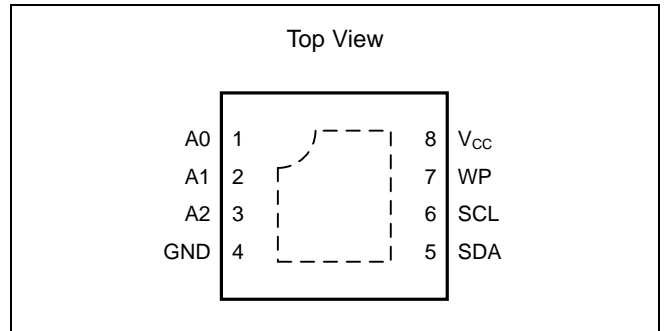 Top View
A0 1 8 VCC
A1 2 7 WP
A2 3 6 SCL
GND 4 5 SDA